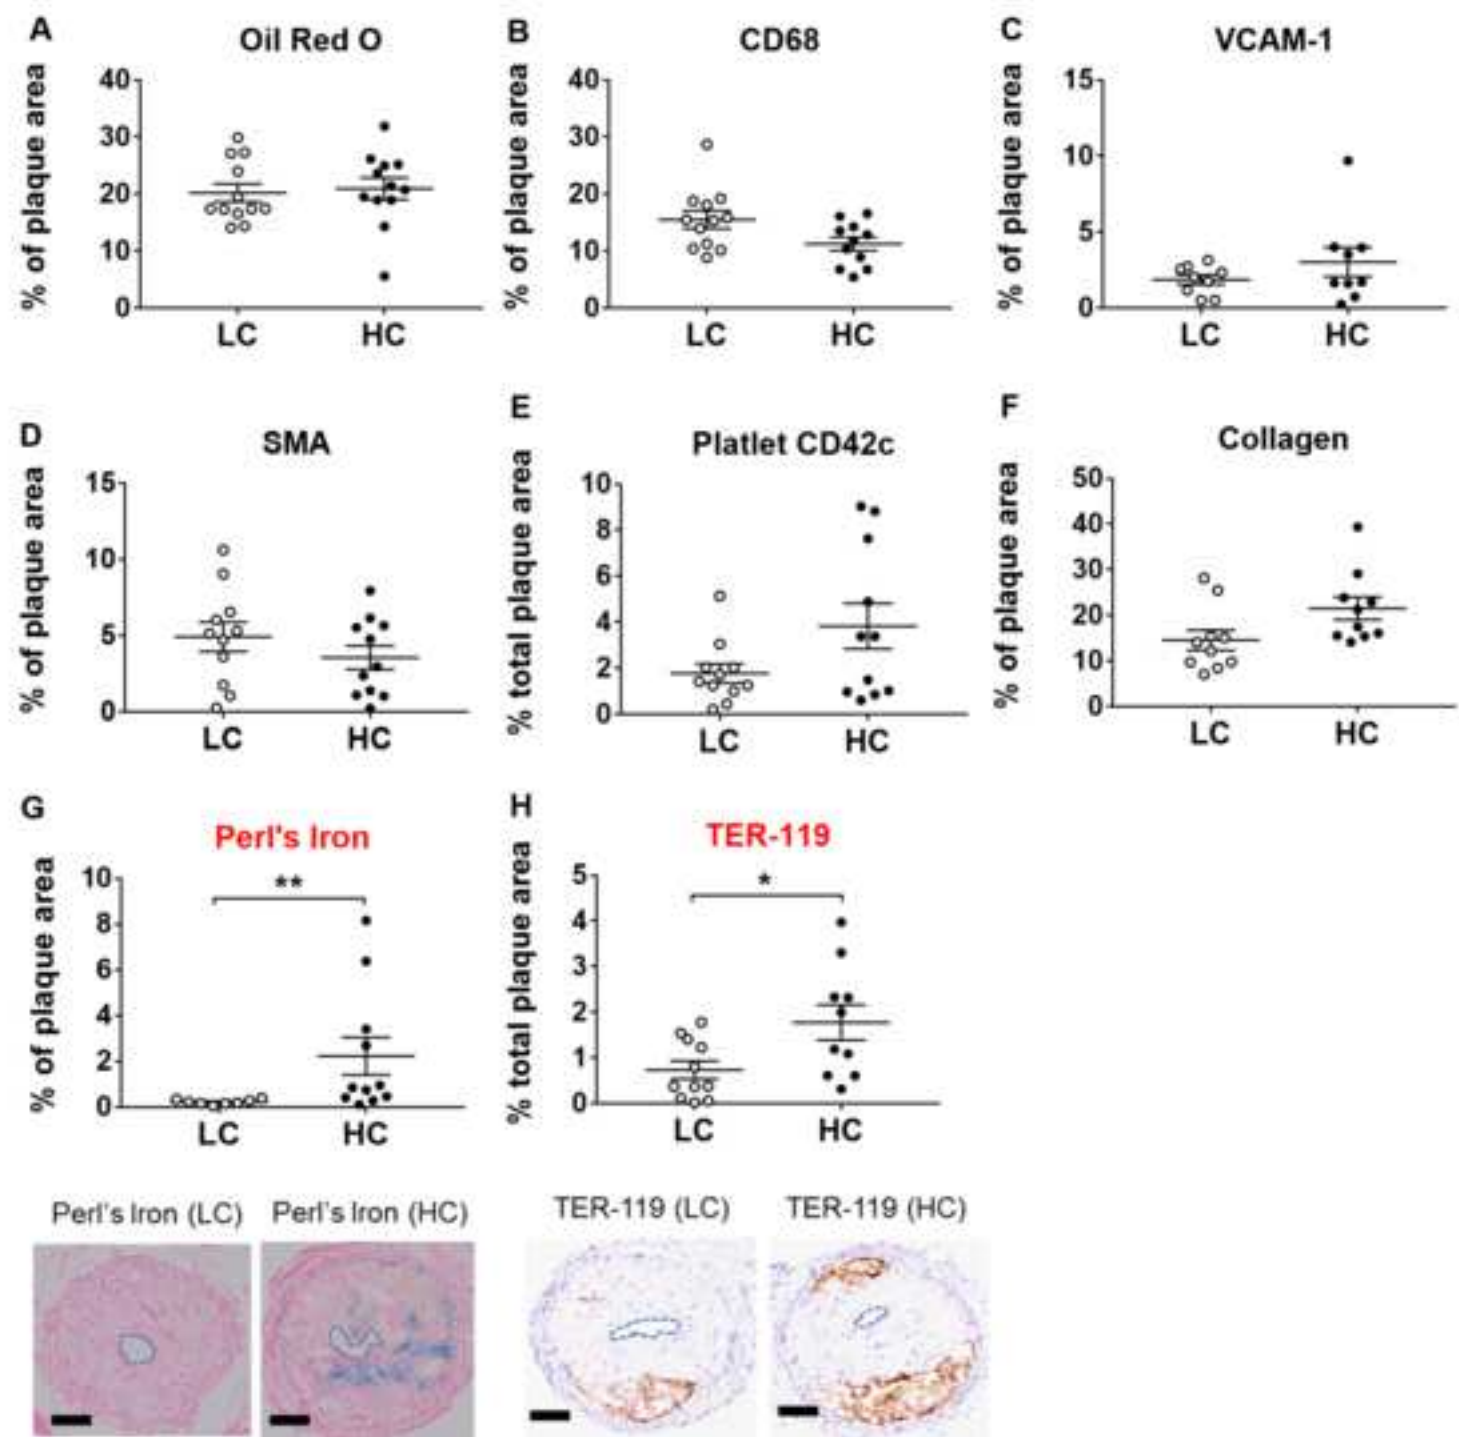 A
Oil Red O
% of plaque area
40
30
20
10
0
LC HC
B
CD68
% of plaque area
40
30
20
10
0
LC HC
C
VCAM-1
% of plaque area
15
10
5
0
LC HC
D
SMA
% of plaque area
15
10
5
0
LC HC
E
Platlet CD42c
% total plaque area
10
8
6
4
2
0
LC HC
F
Collagen
% of plaque area
50
40
30
20
10
0
LC HC
G
Perl's Iron
% of plaque area
10
8
6
4
2
0
**
LC HC
H
TER-119
% total plaque area
5
4
3
2
1
0
*
LC HC
Perl's Iron (LC) Perl's Iron (HC)
TER-119 (LC) TER-119 (HC)